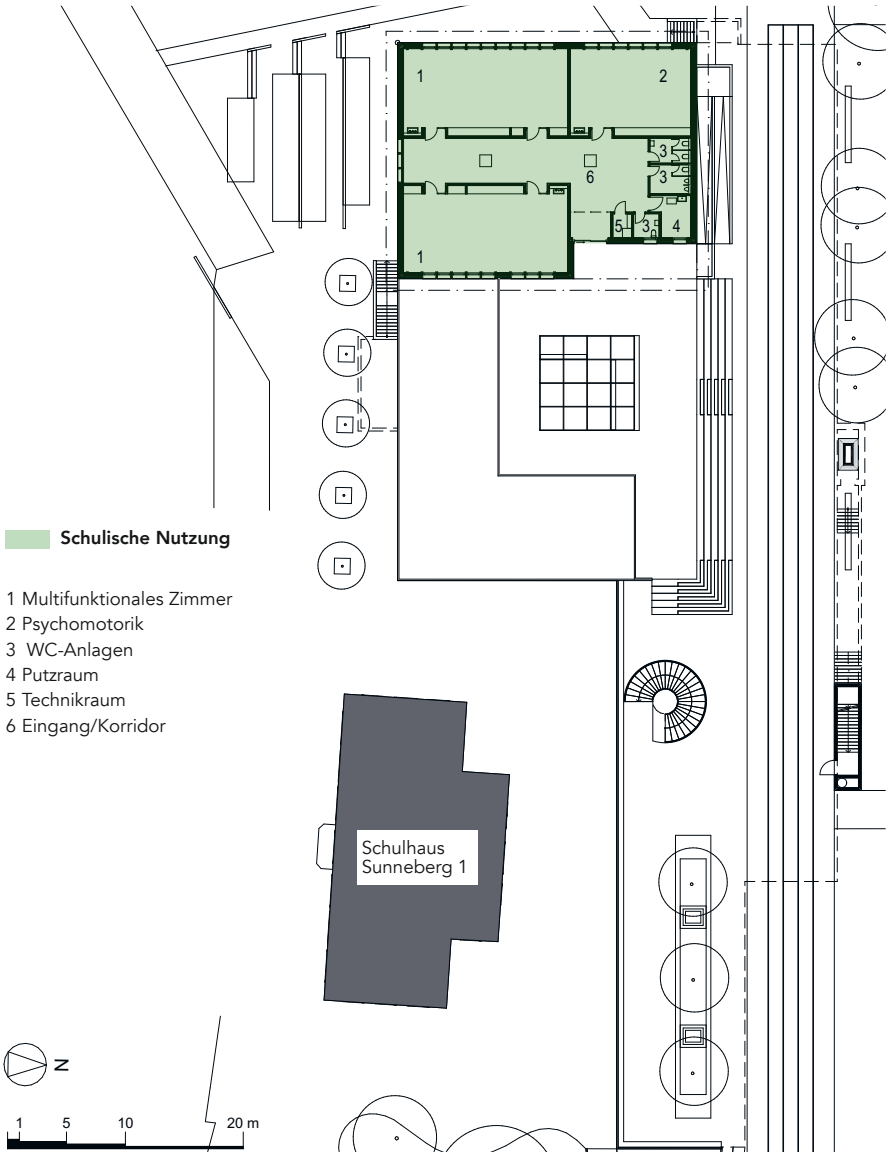 1
2
3
3
6
5
3
4
1
Schulische Nutzung
1 Multifunktionales Zimmer
2 Psychomotorik
3 WC-Anlagen
4 Putzraum
5 Technikraum
6 Eingang/Korridor
Schulhaus
Sunneberg 1
N
1 5 10 20 m